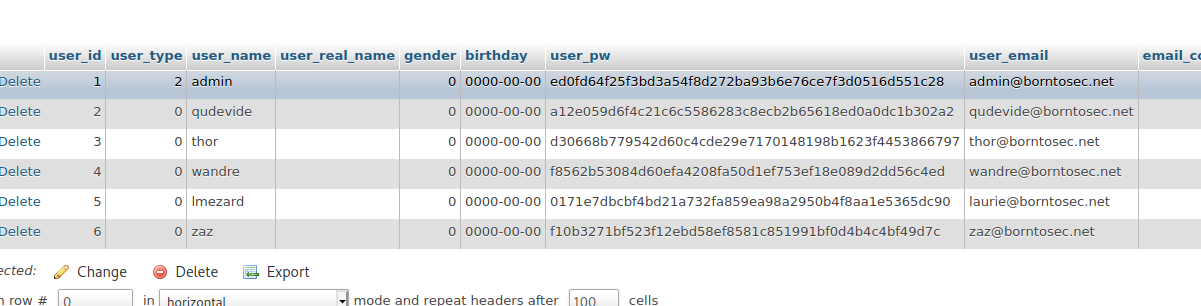 user_id user_type user_name user_real_name gender birthday user_pw user_email email_co
Delete 1 2 admin 0 0000-00-00 ed0fd64f25f3bd3a54f8d272ba93b6e76ce7f3d0516d551c28 admin@borntosec.net
Delete 2 0 qudevide 0 0000-00-00 a12e059d6f4c21c6c5586283c8ecb2b65618ed0a0dc1b302a2 qudevide@borntosec.net
Delete 3 0 thor 0 0000-00-00 d30668b779542d60c4cde29e7170148198b1623f4453866797 thor@borntosec.net
Delete 4 0 wandre 0 0000-00-00 f8562b53084d60efa4208fa50d1ef753ef18e089d2dd56c4ed wandre@borntosec.net
Delete 5 0 lmezard 0 0000-00-00 0171e7dbcbf4bd21a732fa859ea98a2950b4f8aa1e5365dc90 laurie@borntosec.net
Delete 6 0 zaz 0 0000-00-00 f10b3271bf523f12ebd58ef8581c851991bf0d4b4c4bf49d7c zaz@borntosec.net
ected: Change Delete Export
n row # 0 in horizontal mode and repeat headers after 100 cells